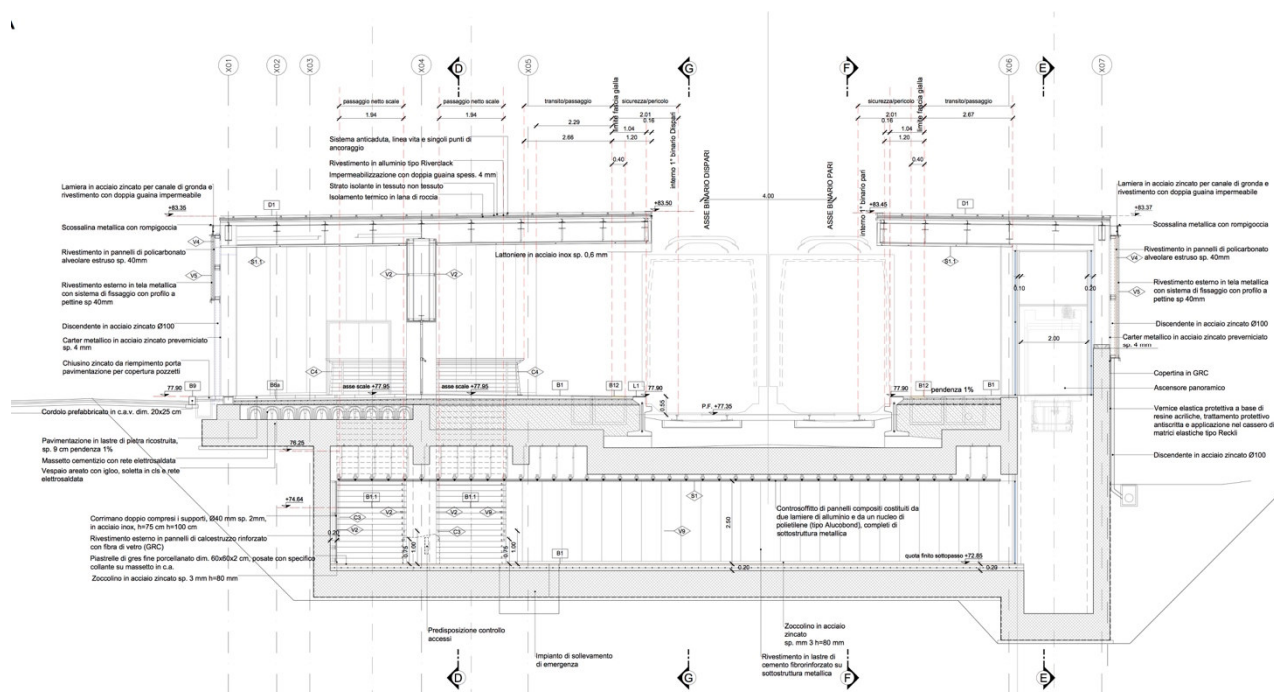 X01
X02
X03
X04
D
X05
G
F
X06
E
X07
passaggio netto scale
1.94
passaggio netto scale
1.94
transito/passaggio
sicurezza/pericolo
2.01
0.16
2.29
1.04
2.66
1.20
0.40
limite fascia gialla
interno 1° binario Dispari
ASSE BINARIO DISPARI
4.00
ASSE BINARIO PARI
interno 1° binario pari
limite fascia gialla
sicurezza/pericolo
transito/passaggio
2.01
2.67
0.16
1.04
1.20
0.40
Sistema anticaduta, linea vita e singoli punti di
ancoraggio
Rivestimento in alluminio tipo Riverclack
Impermeabilizzazione con doppia guaina spess. 4 mm
Strato isolante in tessuto non tessuto
Isolamento termico in lana di roccia
Lamiera in acciaio zincato per canale di gronda e
rivestimento con doppia guaina impermeabile
+83.35
D1
+83.50
+83.45
D1
Lamiera in acciaio zincato per canale di gronda e
rivestimento con doppia guaina impermeabile
+83.37
Scossalina metallica con rompigoccia
V4
Rivestimento in pannelli di policarbonato
alveolare estruso sp. 40mm
V5
S1.1
V2
V2
Lattoniere in acciaio inox sp. 0,6 mm
S1.1
Scossalina metallica con rompigoccia
Rivestimento in pannelli di policarbonato
alveolare estruso sp. 40mm
V4
Rivestimento esterno in tela metallica
con sistema di fissaggio con profilo a
pettine sp 40mm
0.10
0.20
V5
Rivestimento esterno in tela metallica
con sistema di fissaggio con profilo a
pettine sp 40mm
Discendente in acciaio zincato Ø100
Carter metallico in acciaio zincato preverniciato
sp. 4 mm
2.00
Discendente in acciaio zincato Ø100
Carter metallico in acciaio zincato preverniciato
sp. 4 mm
Chiusino zincato da riempimento porta
pavimentazione per copertura pozzetti
C4
C4
Copertina in GRC
Ascensore panoramico
77.90
B9
B6a
asse scale +77.95
asse scale +77.95
B1
B12
L1
77.90
0.55
P.F. +77.35
77.90
B12
pendenza 1%
B1
Cordolo prefabbricato in c.a.v. dim. 20x25 cm
Vernice elastica protettiva a base di
resine acriliche, trattamento protettivo
antiscritta e applicazione nel cassero di
matrici elastiche tipo Reckli
Pavimentazione in lastre di pietra ricostruita,
sp. 9 cm pendenza 1%
Massetto cementizio con rete elettrosaldata
76.25
Vespaio areato con igloo, soletta in cls e rete
elettrosaldata
Discendente in acciaio zincato Ø100
+74.64
B1.1
B1.1
S1
2.50
Controsoffitto di pannelli compositi costituiti da
due lamiere di alluminio e da un nucleo di
polietilene (tipo Alucobond), completi di
sottostruttura metallica
Corrimano doppio compresi i supporti, Ø40 mm sp. 2mm,
in acciaio inox, h=75 cm h=100 cm
C3
V2
V2
V9
C3
V2
V9
0.20
Rivestimento esterno in pannelli di calcestruzzo rinforzato
con fibra di vetro (GRC)
0.75
1.00
0.75
1.00
Piastrelle di gres fine porcellanato dim. 60x60x2 cm, posate con specifico
collante su massetto in c.a.
B1
quota finito sottopasso +72.85
Zoccolino in acciaio zincato sp. 3 mm h=80 mm
0.20
0.20
Predisposizione controllo
accessi
Impianto di sollevamento
di emergenza
Zoccolino in acciaio
zincato
sp. mm 3 h=80 mm
Rivestimento in lastre di
cemento fibrorinforzato su
sottostruttura metallica
D
G
F
E